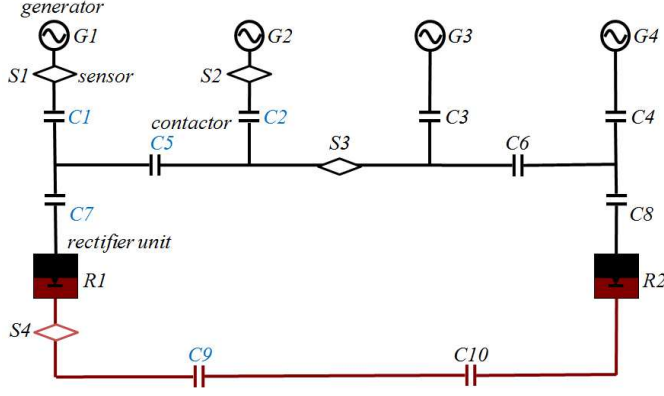 generator
G1
G2
G3
G4
S1
sensor
S2
C1
contactor
C2
C3
C4
C5
S3
C6
C7
C8
rectifier unit
R1
R2
S4
C9
C10